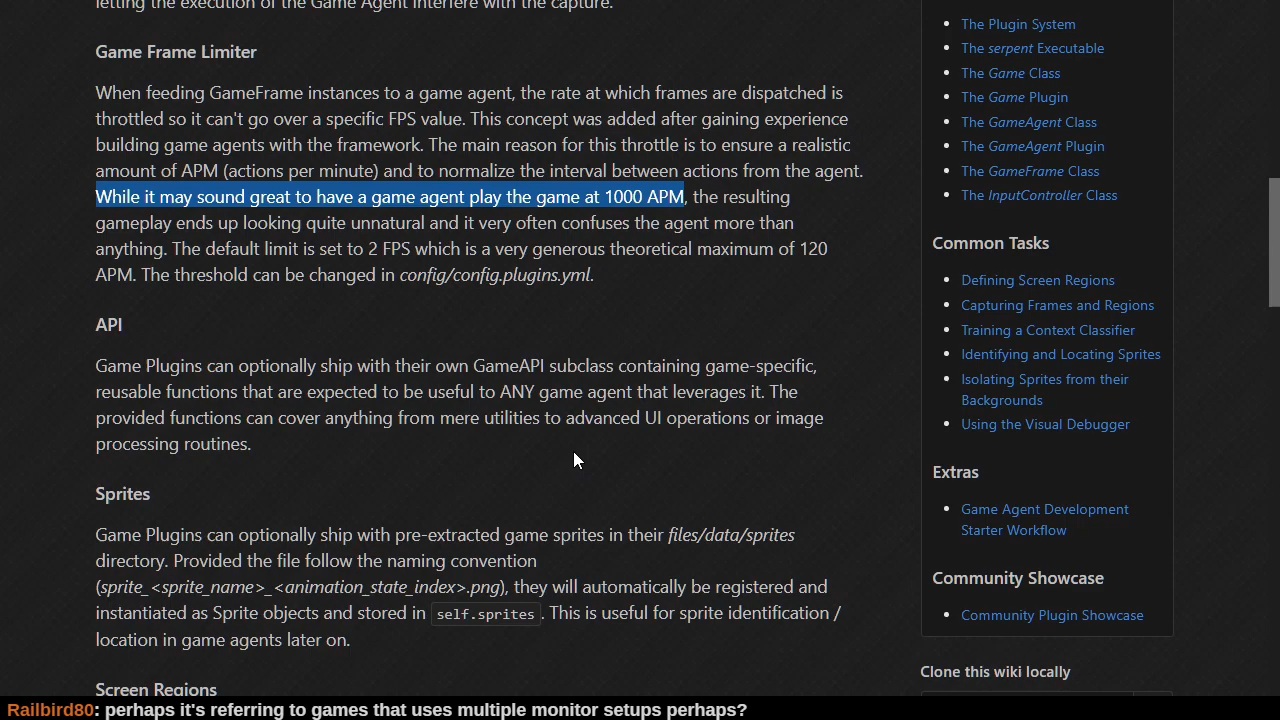 letting the execution of the Game Agent interfere with the capture.
Game Frame Limiter
When feeding GameFrame instances to a game agent, the rate at which frames are dispatched is
throttled so it can't go over a specific FPS value. This concept was added after gaining experience
building game agents with the framework. The main reason for this throttle is to ensure a realistic
amount of APM (actions per minute) and to normalize the interval between actions from the agent.
While it may sound great to have a game agent play the game at 1000 APM, the resulting
gameplay ends up looking quite unnatural and it very often confuses the agent more than
anything. The default limit is set to 2 FPS which is a very generous theoretical maximum of 120
APM. The threshold can be changed in config/config.plugins.yml.
API
Game Plugins can optionally ship with their own GameAPI subclass containing game-specific,
reusable functions that are expected to be useful to ANY game agent that leverages it. The
provided functions can cover anything from mere utilities to advanced UI operations or image
processing routines.
Sprites
Game Plugins can optionally ship with pre-extracted game sprites in their files/data/sprites
directory. Provided the file follow the naming convention
(sprite_<sprite_name>_<animation_state_index>.png), they will automatically be registered and
instantiated as Sprite objects and stored in self.sprites. This is useful for sprite identification /
location in game agents later on.
Screen Regions
The Plugin System
The serpent Executable
The Game Class
The Game Plugin
The GameAgent Class
The GameAgent Plugin
The GameFrame Class
The InputController Class
Common Tasks
Defining Screen Regions
Capturing Frames and Regions
Training a Context Classifier
Identifying and Locating Sprites
Isolating Sprites from their
Backgrounds
Using the Visual Debugger
Extras
Game Agent Development
Starter Workflow
Community Showcase
Community Plugin Showcase
Clone this wiki locally
Railbird80: perhaps it's referring to games that uses multiple monitor setups perhaps?